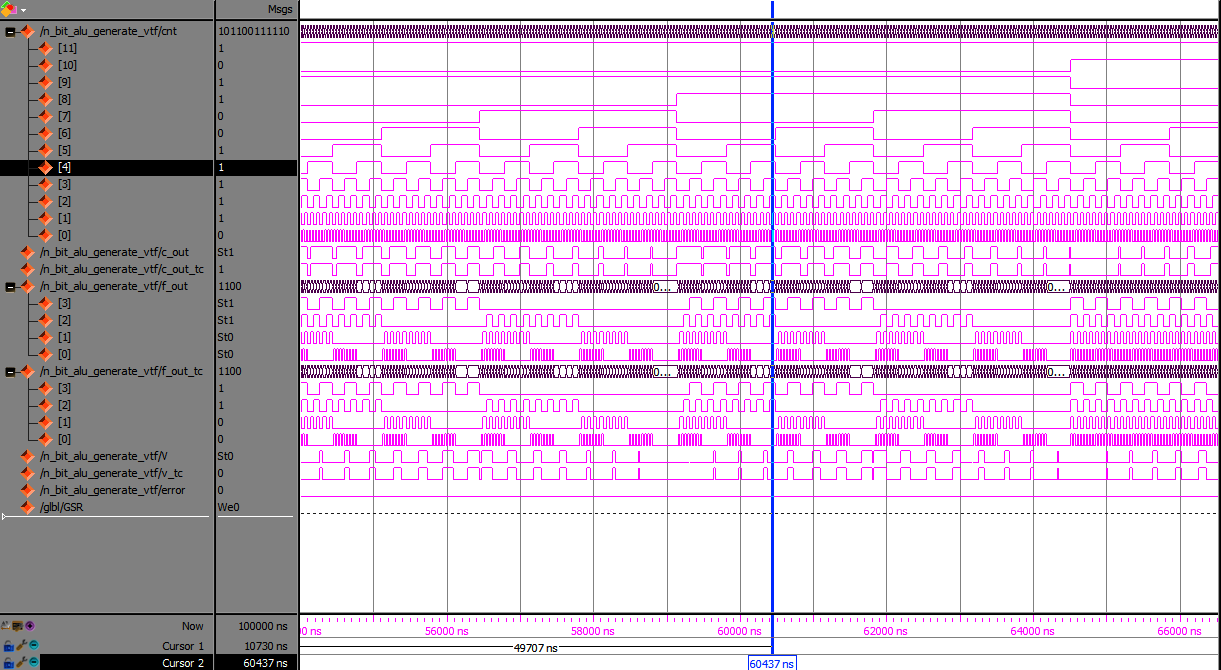 Msgs
/n_bit_alu_generate_vtf/cnt 101100111110
[11] 1
[10] 0
[9] 1
[8] 1
[7] 0
[6] 0
[5] 1
[4] 1
[3] 1
[2] 1
[1] 1
[0] 0
/n_bit_alu_generate_vtf/c_out St1
/n_bit_alu_generate_vtf/c_out_tc 1
/n_bit_alu_generate_vtf/f_out 1100 0... 0...
[3] St1
[2] St1
[1] St0
[0] St0
/n_bit_alu_generate_vtf/f_out_tc 1100 0... 0...
[3] 1
[2] 1
[1] 0
[0] 0
/n_bit_alu_generate_vtf/V St0
/n_bit_alu_generate_vtf/v_tc 0
/n_bit_alu_generate_vtf/error 0
/glbl/GSR We0
Now 100000 ns 00 ns 56000 ns 58000 ns 60000 ns 62000 ns 64000 ns 66000 ns
Cursor 1 10730 ns 49707 ns
Cursor 2 60437 ns 60437 ns